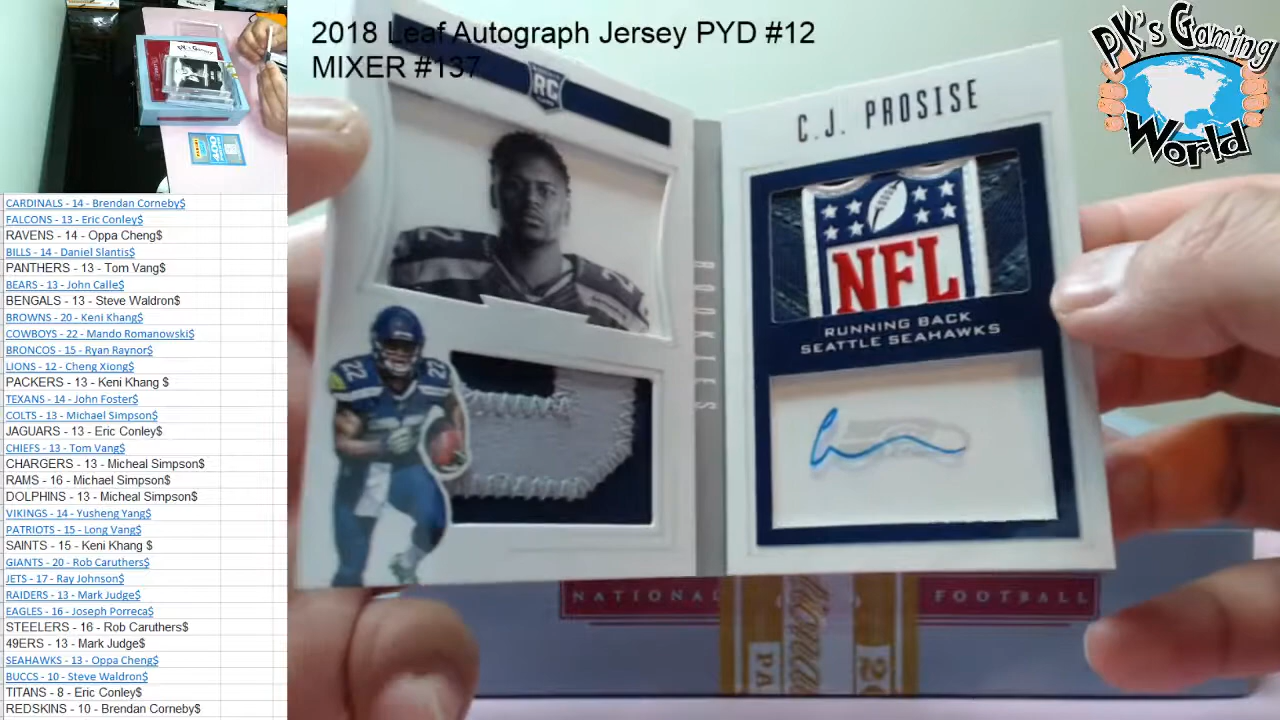 2018 Leaf Autograph Jersey PYD #12
MIXER #137
PK's Gaming
World
CARDINALS - 14 - Brendan Corneby$
FALCONS - 13 - Eric Conley$
RAVENS - 14 - Oppa Cheng$
BILLS - 14 - Daniel Slantis$
PANTHERS - 13 - Tom Vang$
BEARS - 13 - John Calle$
BENGALS - 13 - Steve Waldron$
BROWNS - 20 - Keni Khang$
COWBOYS - 22 - Mando Romanowski$
BRONCOS - 15 - Ryan Raynor$
LIONS - 12 - Cheng Xiong$
PACKERS - 13 - Keni Khang $
TEXANS - 14 - John Foster$
COLTS - 13 - Michael Simpson$
JAGUARS - 13 - Eric Conley$
CHIEFS - 13 - Tom Vang$
CHARGERS - 13 - Micheal Simpson$
RAMS - 16 - Michael Simpson$
DOLPHINS - 13 - Micheal Simpson$
VIKINGS - 14 - Yusheng Yang$
PATRIOTS - 15 - Long Vang$
SAINTS - 15 - Keni Khang $
GIANTS - 20 - Rob Caruthers$
JETS - 17 - Ray Johnson$
RAIDERS - 13 - Mark Judge$
EAGLES - 16 - Joseph Porreca$
STEELERS - 16 - Rob Caruthers$
49ERS - 13 - Mark Judge$
SEAHAWKS - 13 - Oppa Cheng$
BUCCS - 10 - Steve Waldron$
TITANS - 8 - Eric Conley$
REDSKINS - 10 - Brendan Corneby$
RC
22
ROOKIES
C.J. PROSISE
NFL
RUNNING BACK
SEATTLE SEAHAWKS
NATIONAL
FOOTBALL
PA